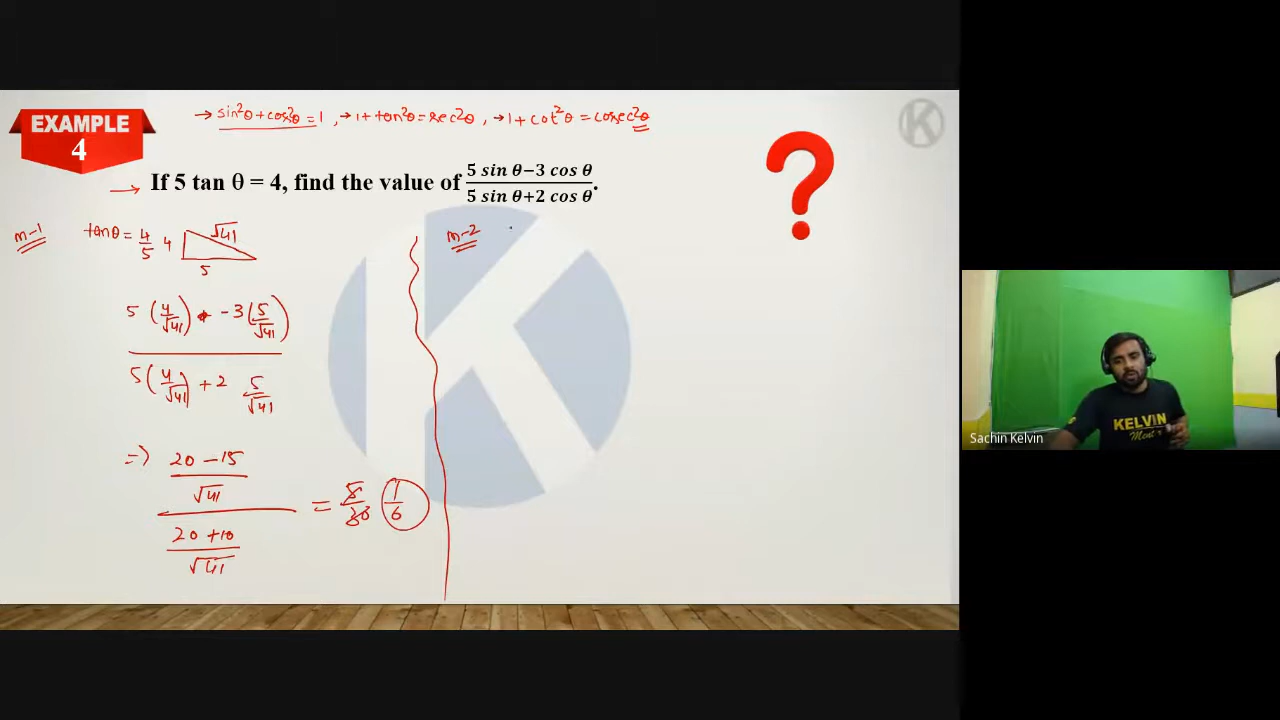 → sin²θ + cos²θ = 1 , → 1 + tan²θ = sec²θ , → 1 + cot²θ = cosec²θ
EXAMPLE
4
→ If 5 tan θ = 4, find the value of (5 sin θ−3 cos θ)/(5 sin θ+2 cos θ).
m-1
tanθ = 4/5
4
√41
5
5 (4/√41) - 3 (5/√41)
5 (4/√41) + 2 5/√41
=> 20 - 15
√41
20 + 10
√41
= 5/30 1/6
m-2
K
?
Sachin Kelvin
KELVIN